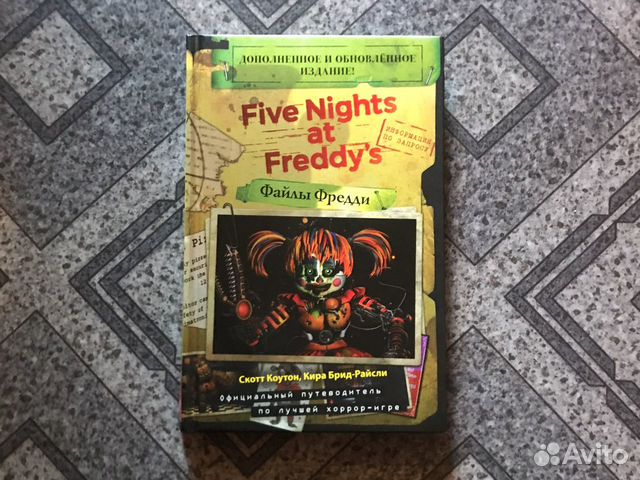 ДОПОЛНЕННОЕ И ОБНОВЛЁННОЕ
ИЗДАНИЕ!
Five Nights
at
Freddy's
ИНФОРМАЦИЯ
ПО ЗАПРОСУ
Файлы Фредди
Скотт Коутон, Кира Брид-Райсли
Официальный путеводитель
по лучшей хоррор-игре
Avito